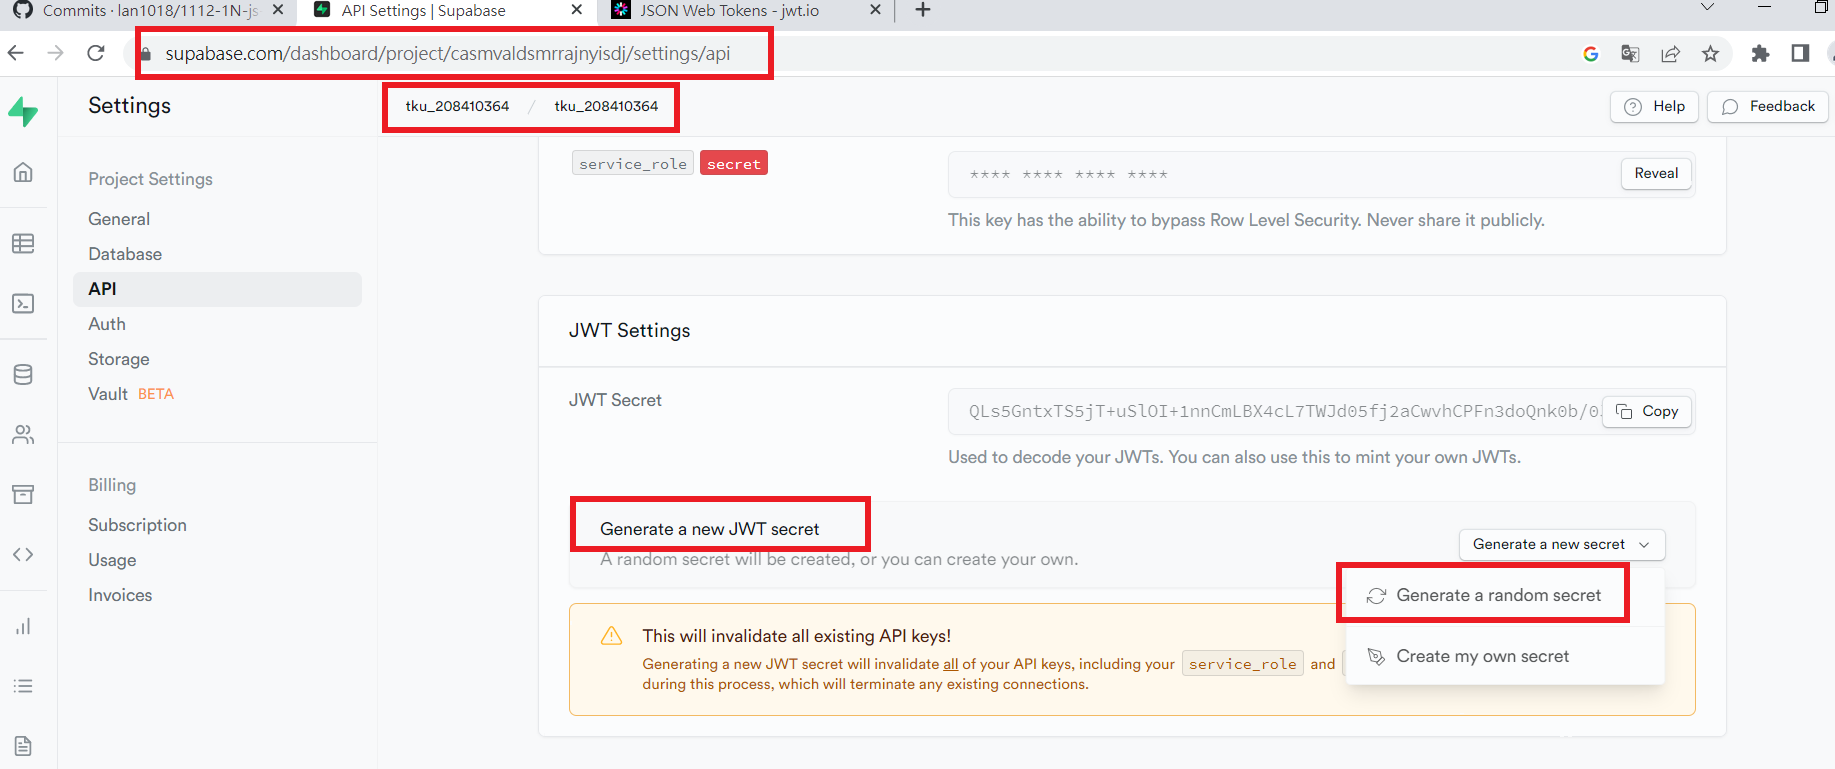 Commits · lan1018/1112-1N-js
API Settings | Supabase
JSON Web Tokens - jwt.io
supabase.com/dashboard/project/casmvaldsmrrajnyisdj/settings/api
Settings
tku_208410364 / tku_208410364
Help
Feedback
service_role secret
**** **** **** ****
Reveal
This key has the ability to bypass Row Level Security. Never share it publicly.
Project Settings
General
Database
API
Auth
Storage
Vault BETA
Billing
Subscription
Usage
Invoices
JWT Settings
JWT Secret
QLs5GntxTS5jT+uSlOI+1nnCmLBX4cL7TWJd05fj2aCwvhCPFn3doQnk0b/0
Copy
Used to decode your JWTs. You can also use this to mint your own JWTs.
Generate a new JWT secret
A random secret will be created, or you can create your own.
Generate a new secret
Generate a random secret
Create my own secret
This will invalidate all existing API keys!
Generating a new JWT secret will invalidate all of your API keys, including your service_role and
during this process, which will terminate any existing connections.